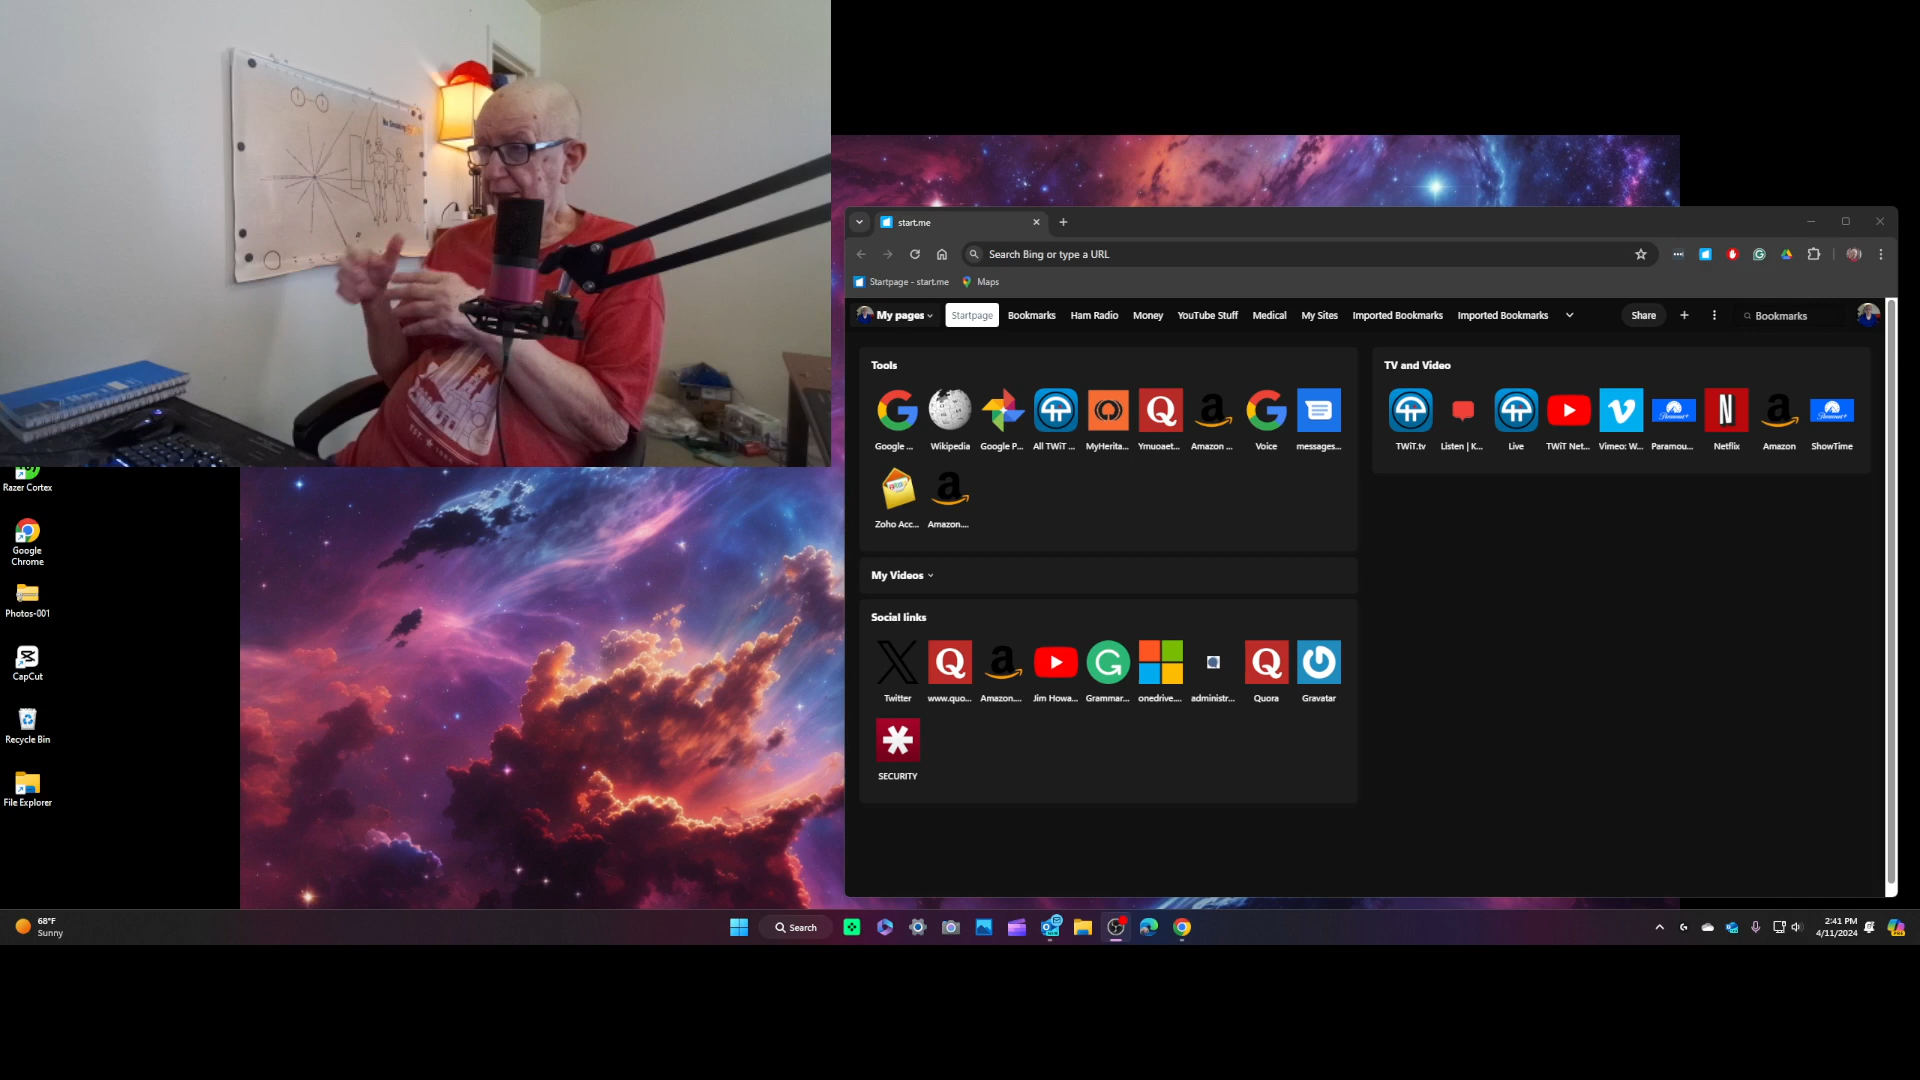 No Smoking
EST
start.me
Search Bing or type a URL
Startpage - start.me
Maps
My pages
Startpage
Bookmarks
Ham Radio
Money
YouTube Stuff
Medical
My Sites
Imported Bookmarks
Imported Bookmarks
Share
Bookmarks
Tools
Google ...
Wikipedia
Google P...
All TWiT ...
MyHerita...
Ymuoaet...
Amazon ...
Voice
messages...
Zoho Acc...
Amazon....
TV and Video
TWiT.tv
Listen | K...
Live
TWiT Net...
Vimeo: W...
Paramou...
Netflix
Amazon
ShowTime
My Videos
Social links
Twitter
www.quo...
Amazon....
Jim Howa...
Grammar...
onedrive....
administr...
Quora
Gravatar
SECURITY
Razer Cortex
Google
Chrome
Photos-001
CapCut
Recycle Bin
File Explorer
68°F
Sunny
Search
2:41 PM
4/11/2024